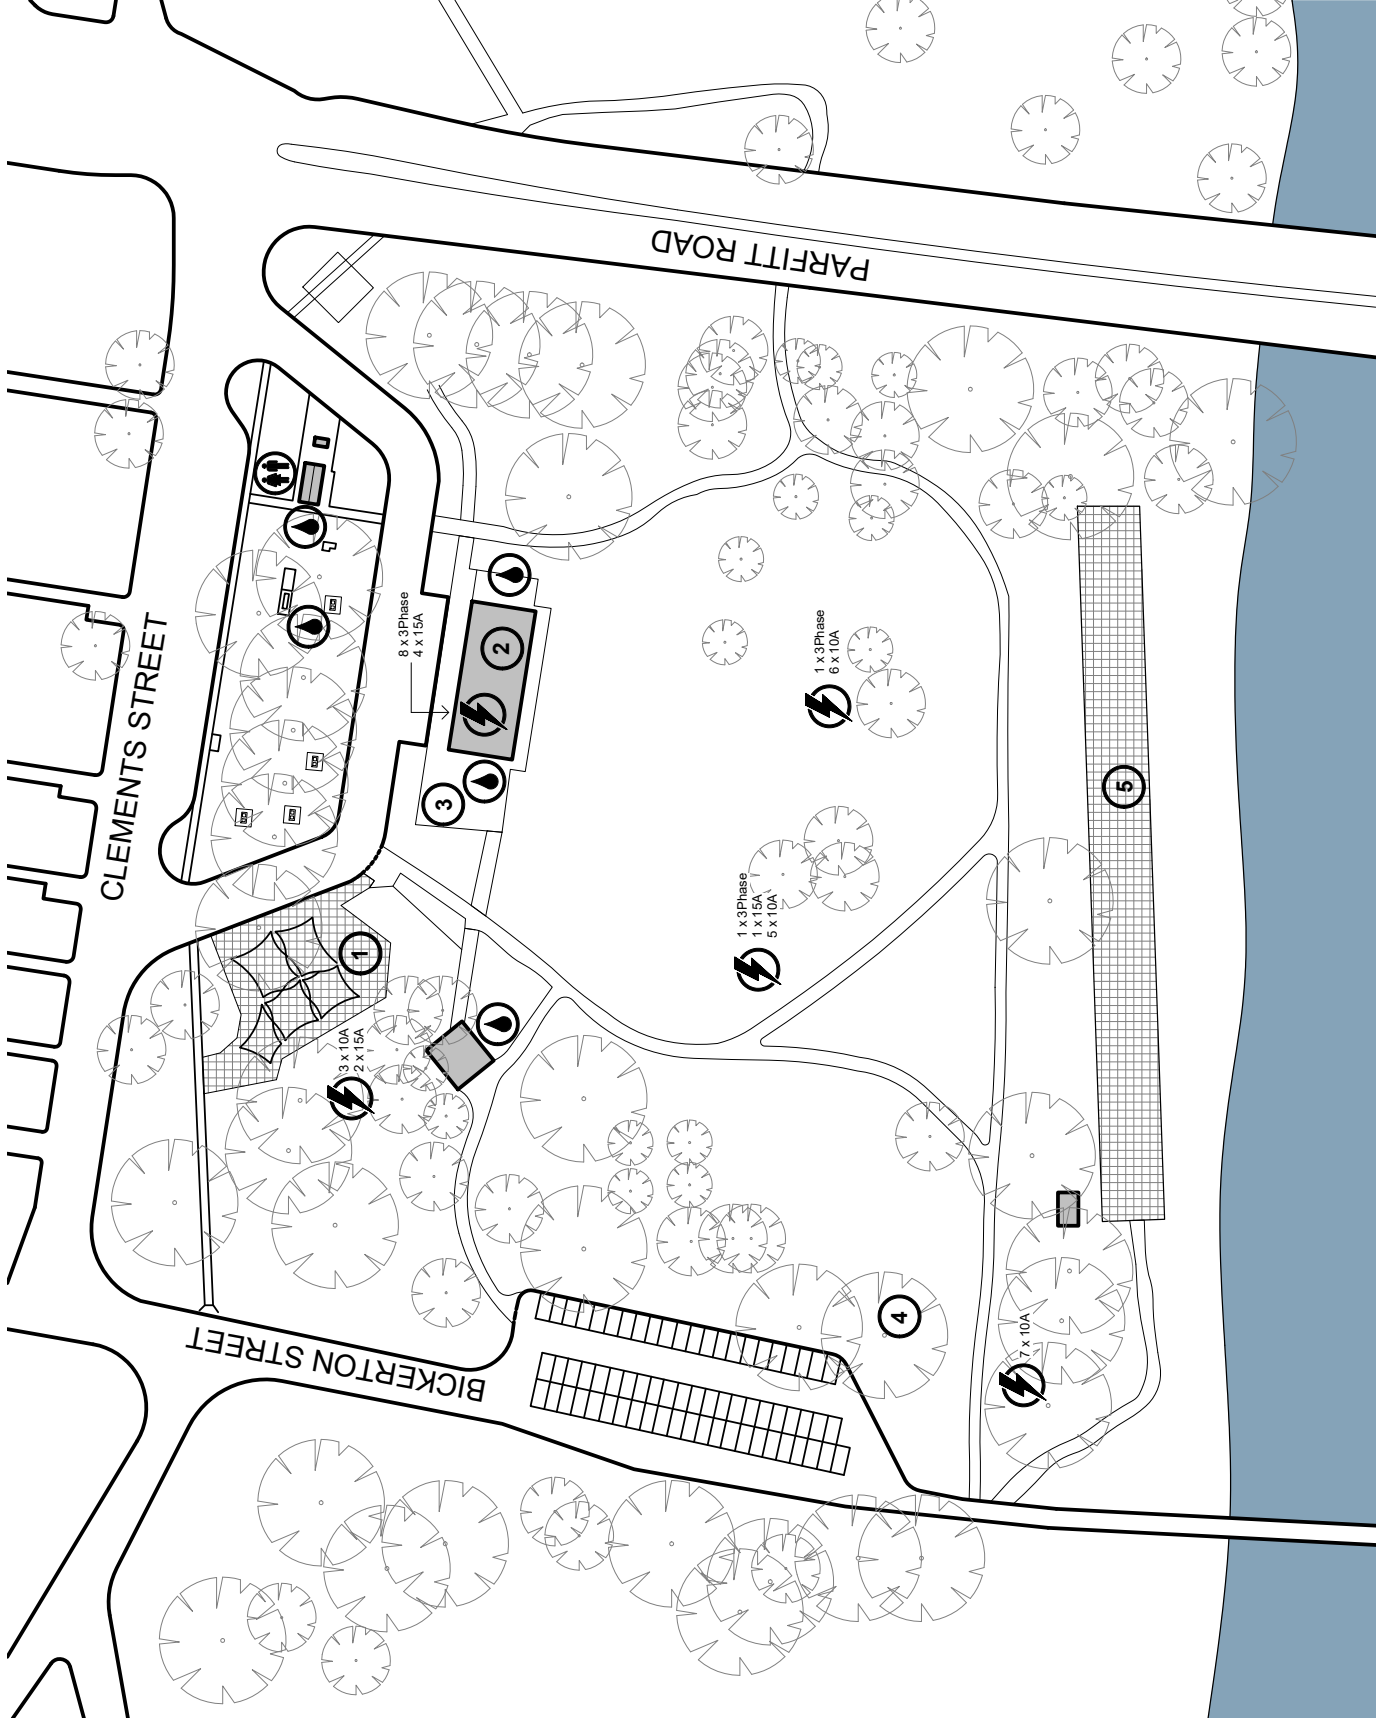 PARFITT ROAD
CLEMENTS STREET
8 x 3Phase
4 x 15A
2
3
1 x 3Phase
6 x 10A
5
1
1 x 3Phase
1 x 15A
5 x 10A
3 x 10A
2 x 15A
4
7 x 10A
BICKERTON STREET